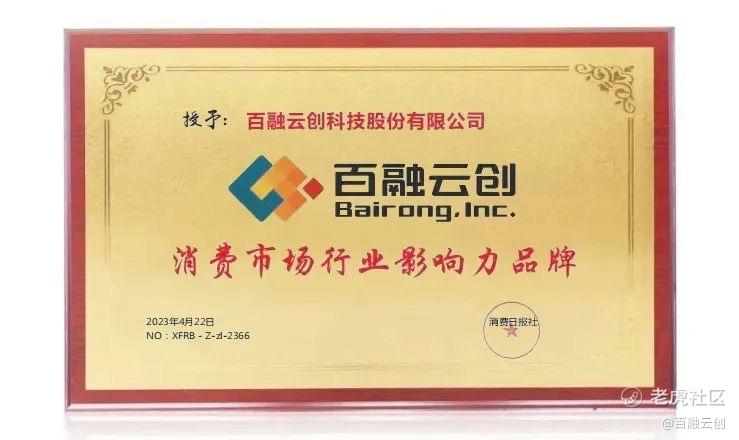 授予：百融云创科技股份有限公司
百融云创
Bairong, Inc.
消费市场行业影响力品牌
2023年4月22日
NO：XFRB - Z-zl-2366
消费日报社
老虎社区
@百融云创